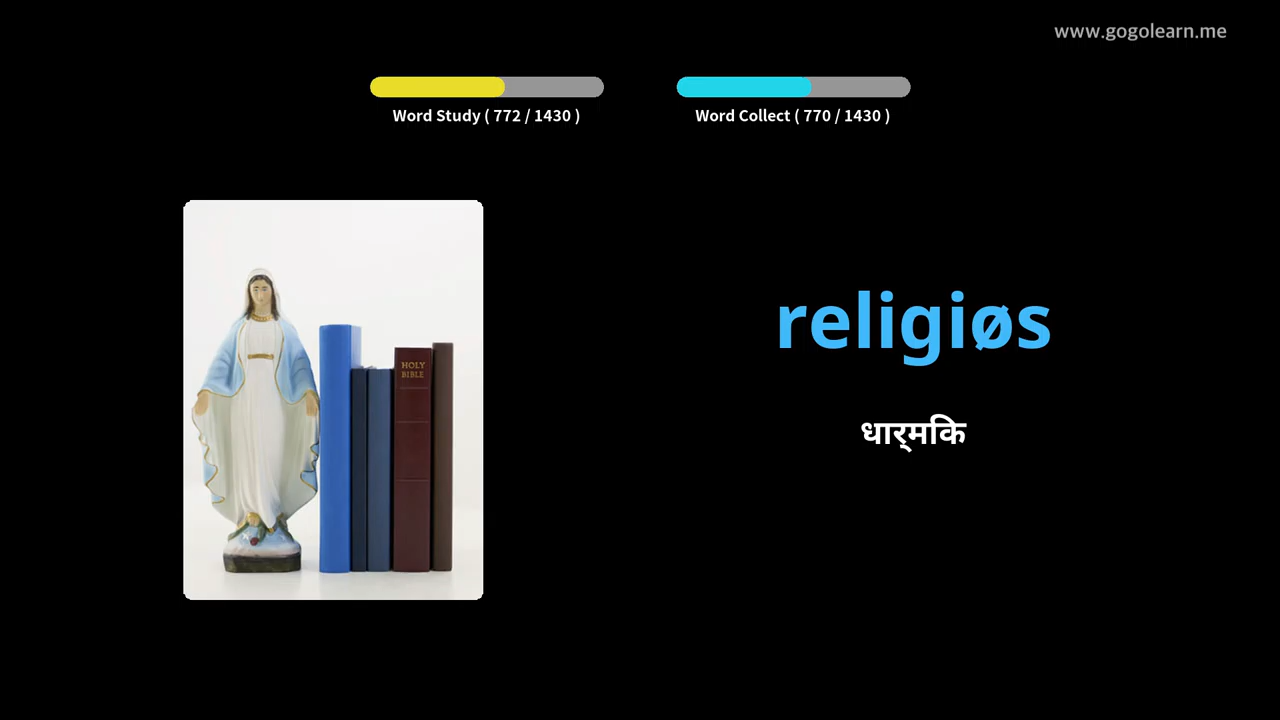 www.gogolearn.me
Word Study ( 772 / 1430 )
Word Collect ( 770 / 1430 )
HOLY
BIBLE
religiøs
धार्मिक